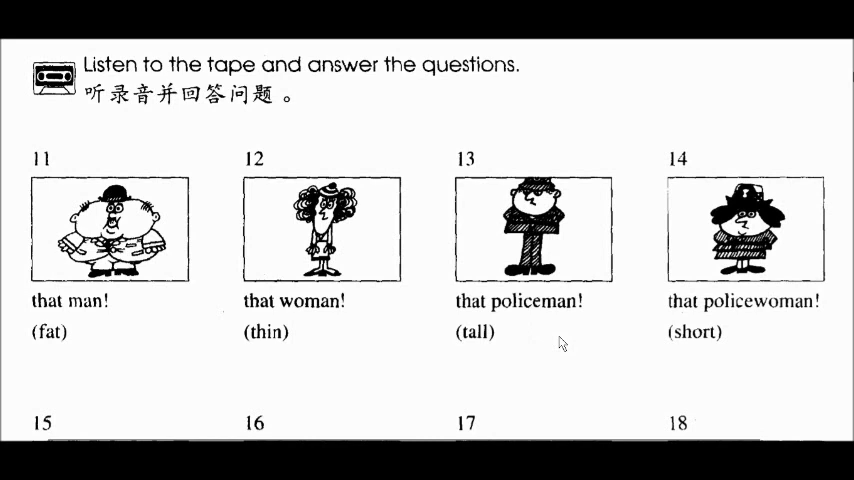 Listen to the tape and answer the questions.
听录音并回答问题。
11 12 13 14
that man! that woman! that policeman! that policewoman!
(fat) (thin) (tall) (short)
15 16 17 18